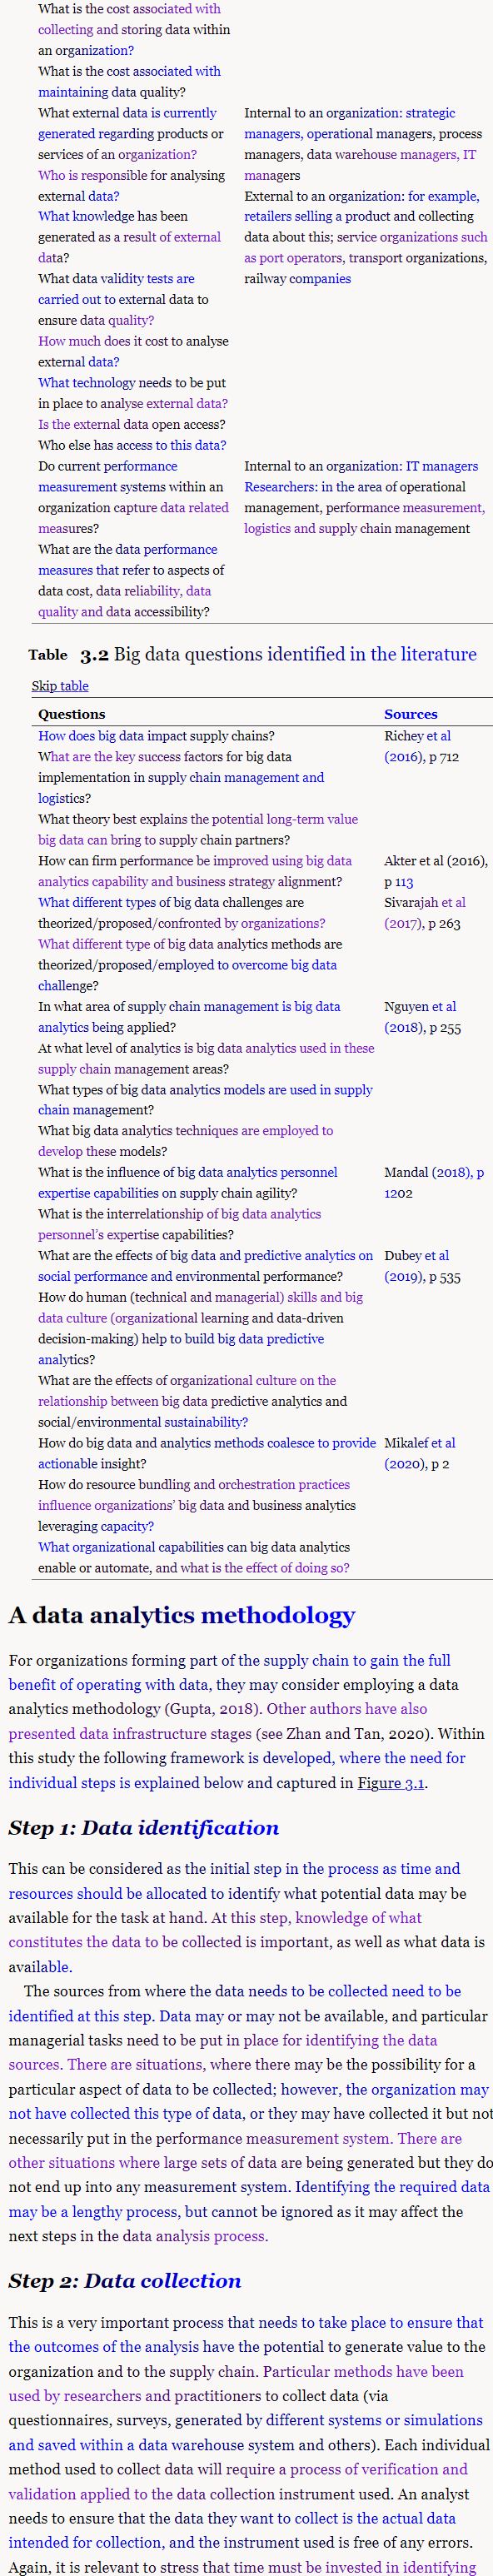 What is the cost associated with
collecting and storing data within
an organization?
What is the cost associated with
maintaining data quality?
What external data is currently
generated regarding products or
services of an organization?
Who is responsible for analysing
external data?
What knowledge has been
generated as a result of external
data?
What data validity tests are
carried out to external data to
ensure data quality?
How much does it cost to analyse
external data?
What technology needs to be put
in place to analyse external data?
Is the external data open access?
Who else has access to this data?
Internal to an organization: strategic
managers, operational managers, process
managers, data warehouse managers, IT
managers
External to an organization: for example,
retailers selling a product and collecting
data about this; service organizations such
as port operators, transport organizations,
railway companies
Do current performance
measurement systems within an
organization capture data related
measures?
What are the data performance
measures that refer to aspects of
data cost, data reliability, data
quality and data accessibility?
Internal to an organization: IT managers
Researchers: in the area of operational
management, performance measurement,
logistics and supply chain management
Table 3.2 Big data questions identified in the literature
Skip table
Questions Sources
How does big data impact supply chains? Richey et al
What are the key success factors for big data (2016), p 712
implementation in supply chain management and
logistics?
What theory best explains the potential long-term value
big data can bring to supply chain partners?
How can firm performance be improved using big data Akter et al (2016),
analytics capability and business strategy alignment? p 113
What different types of big data challenges are Sivarajah et al
theorized/proposed/confronted by organizations? (2017), p 263
What different type of big data analytics methods are
theorized/proposed/employed to overcome big data
challenge?
In what area of supply chain management is big data Nguyen et al
analytics being applied? (2018), p 255
At what level of analytics is big data analytics used in these
supply chain management areas?
What types of big data analytics models are used in supply
chain management?
What big data analytics techniques are employed to
develop these models?
What is the influence of big data analytics personnel Mandal (2018), p
expertise capabilities on supply chain agility? 1202
What is the interrelationship of big data analytics
personnel's expertise capabilities?
What are the effects of big data and predictive analytics on Dubey et al
social performance and environmental performance? (2019), p 535
How do human (technical and managerial) skills and big
data culture (organizational learning and data-driven
decision-making) help to build big data predictive
analytics?
What are the effects of organizational culture on the
relationship between big data predictive analytics and
social/environmental sustainability?
How do big data and analytics methods coalesce to provide Mikalef et al
actionable insight? (2020), p 2
How do resource bundling and orchestration practices
influence organizations' big data and business analytics
leveraging capacity?
What organizational capabilities can big data analytics
enable or automate, and what is the effect of doing so?
A data analytics methodology
For organizations forming part of the supply chain to gain the full
benefit of operating with data, they may consider employing a data
analytics methodology (Gupta, 2018). Other authors have also
presented data infrastructure stages (see Zhan and Tan, 2020). Within
this study the following framework is developed, where the need for
individual steps is explained below and captured in Figure 3.1.
Step 1: Data identification
This can be considered as the initial step in the process as time and
resources should be allocated to identify what potential data may be
available for the task at hand. At this step, knowledge of what
constitutes the data to be collected is important, as well as what data is
available.
The sources from where the data needs to be collected need to be
identified at this step. Data may or may not be available, and particular
managerial tasks need to be put in place for identifying the data
sources. There are situations, where there may be the possibility for a
particular aspect of data to be collected; however, the organization may
not have collected this type of data, or they may have collected it but not
necessarily put in the performance measurement system. There are
other situations where large sets of data are being generated but they do
not end up into any measurement system. Identifying the required data
may be a lengthy process, but cannot be ignored as it may affect the
next steps in the data analysis process.
Step 2: Data collection
This is a very important process that needs to take place to ensure that
the outcomes of the analysis have the potential to generate value to the
organization and to the supply chain. Particular methods have been
used by researchers and practitioners to collect data (via
questionnaires, surveys, generated by different systems or simulations
and saved within a data warehouse system and others). Each individual
method used to collect data will require a process of verification and
validation applied to the data collection instrument used. An analyst
needs to ensure that the data they want to collect is the actual data
intended for collection, and the instrument used is free of any errors.
Again, it is relevant to stress that time must be invested in identifying